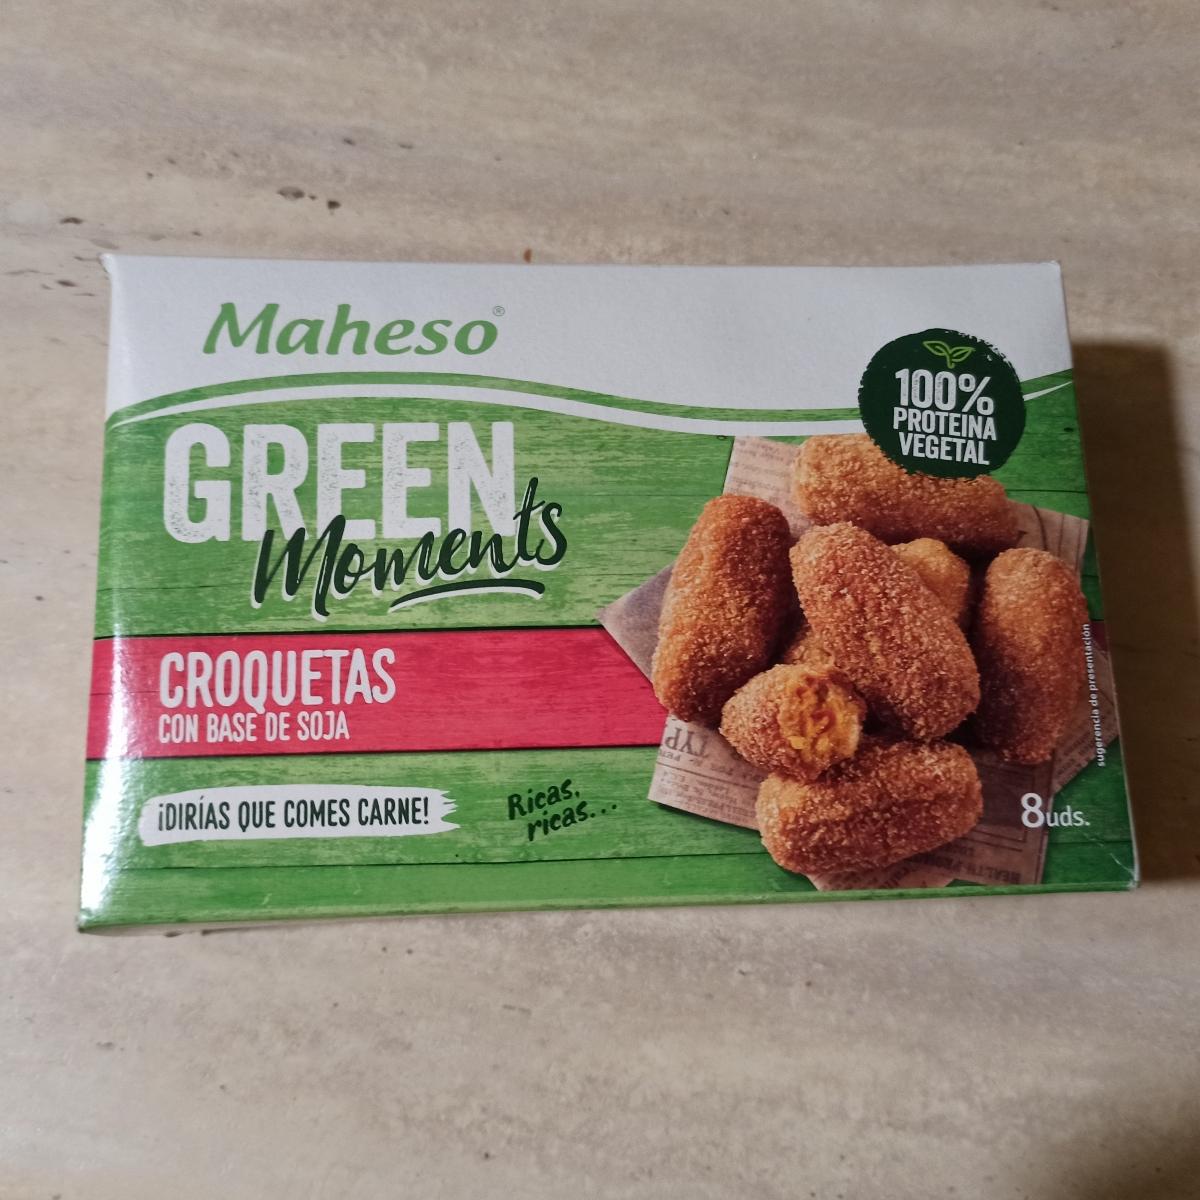 Maheso®
100%
PROTEÍNA
VEGETAL
GREEN
Moments
CROQUETAS
CON BASE DE SOJA
¡DIRÍAS QUE COMES CARNE!
Ricas,
ricas...
8uds.
sugerencia de presentación